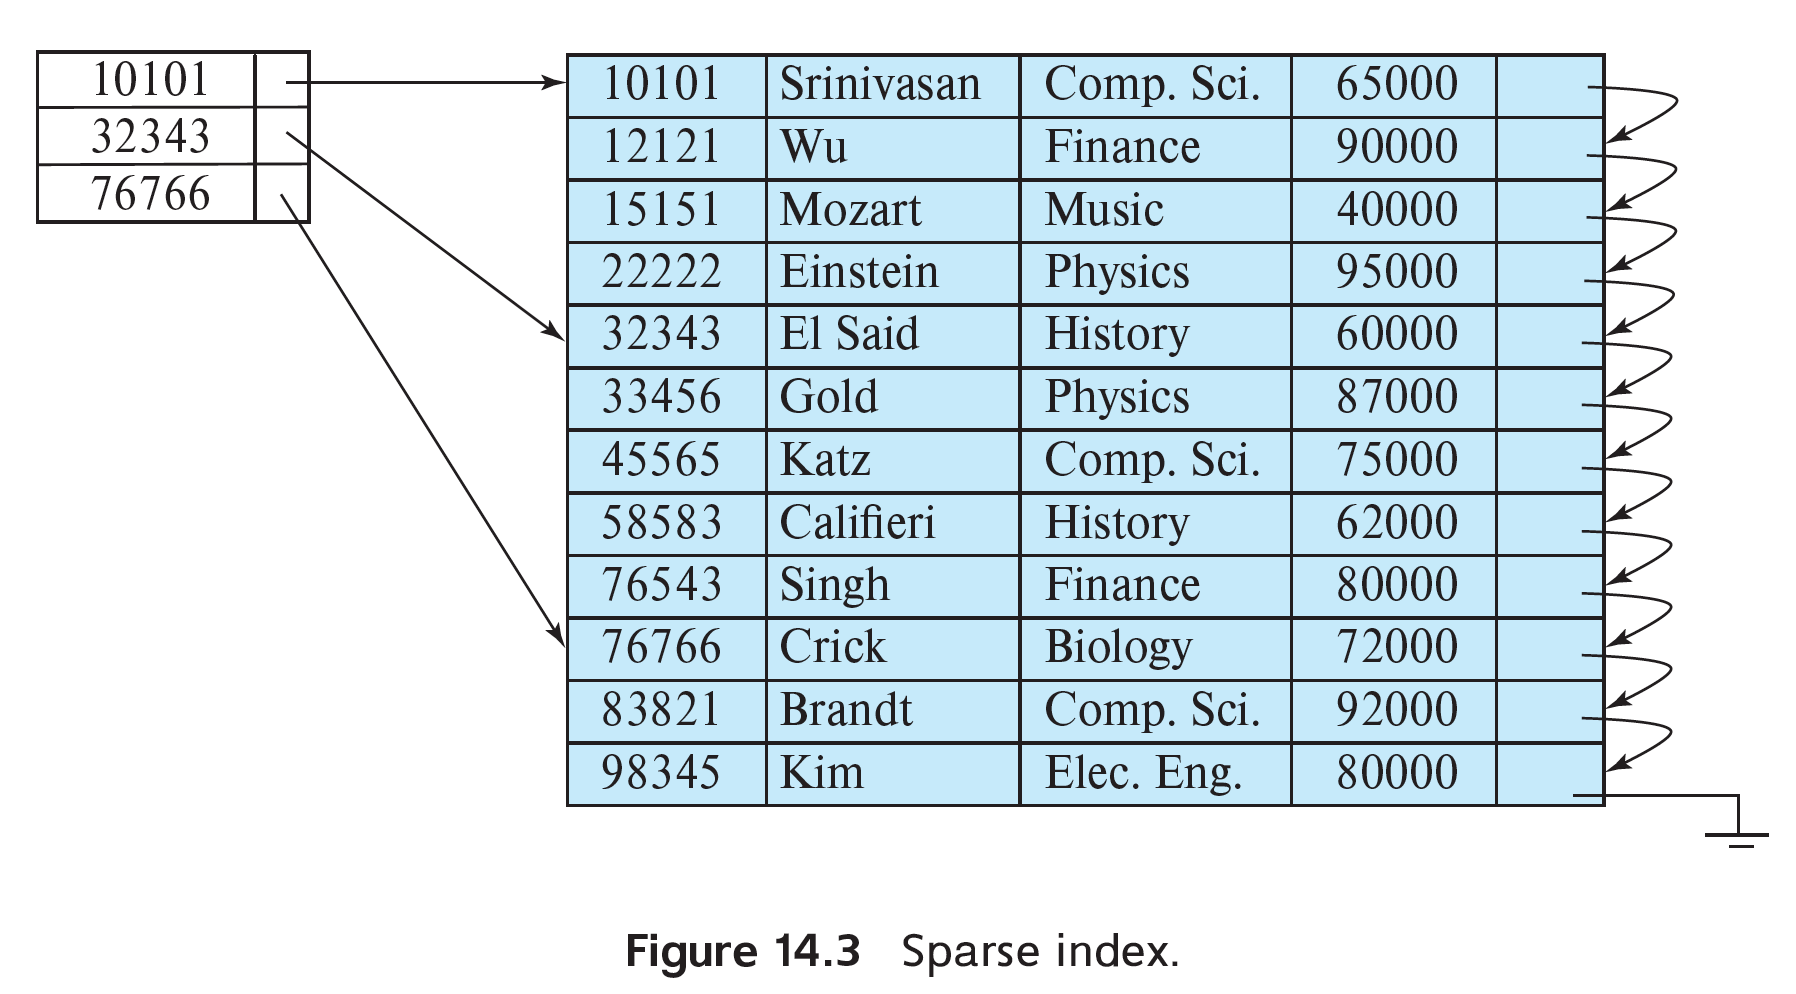 10101
32343
76766
10101 Srinivasan Comp. Sci. 65000
12121 Wu Finance 90000
15151 Mozart Music 40000
22222 Einstein Physics 95000
32343 El Said History 60000
33456 Gold Physics 87000
45565 Katz Comp. Sci. 75000
58583 Califieri History 62000
76543 Singh Finance 80000
76766 Crick Biology 72000
83821 Brandt Comp. Sci. 92000
98345 Kim Elec. Eng. 80000
Figure 14.3 Sparse index.